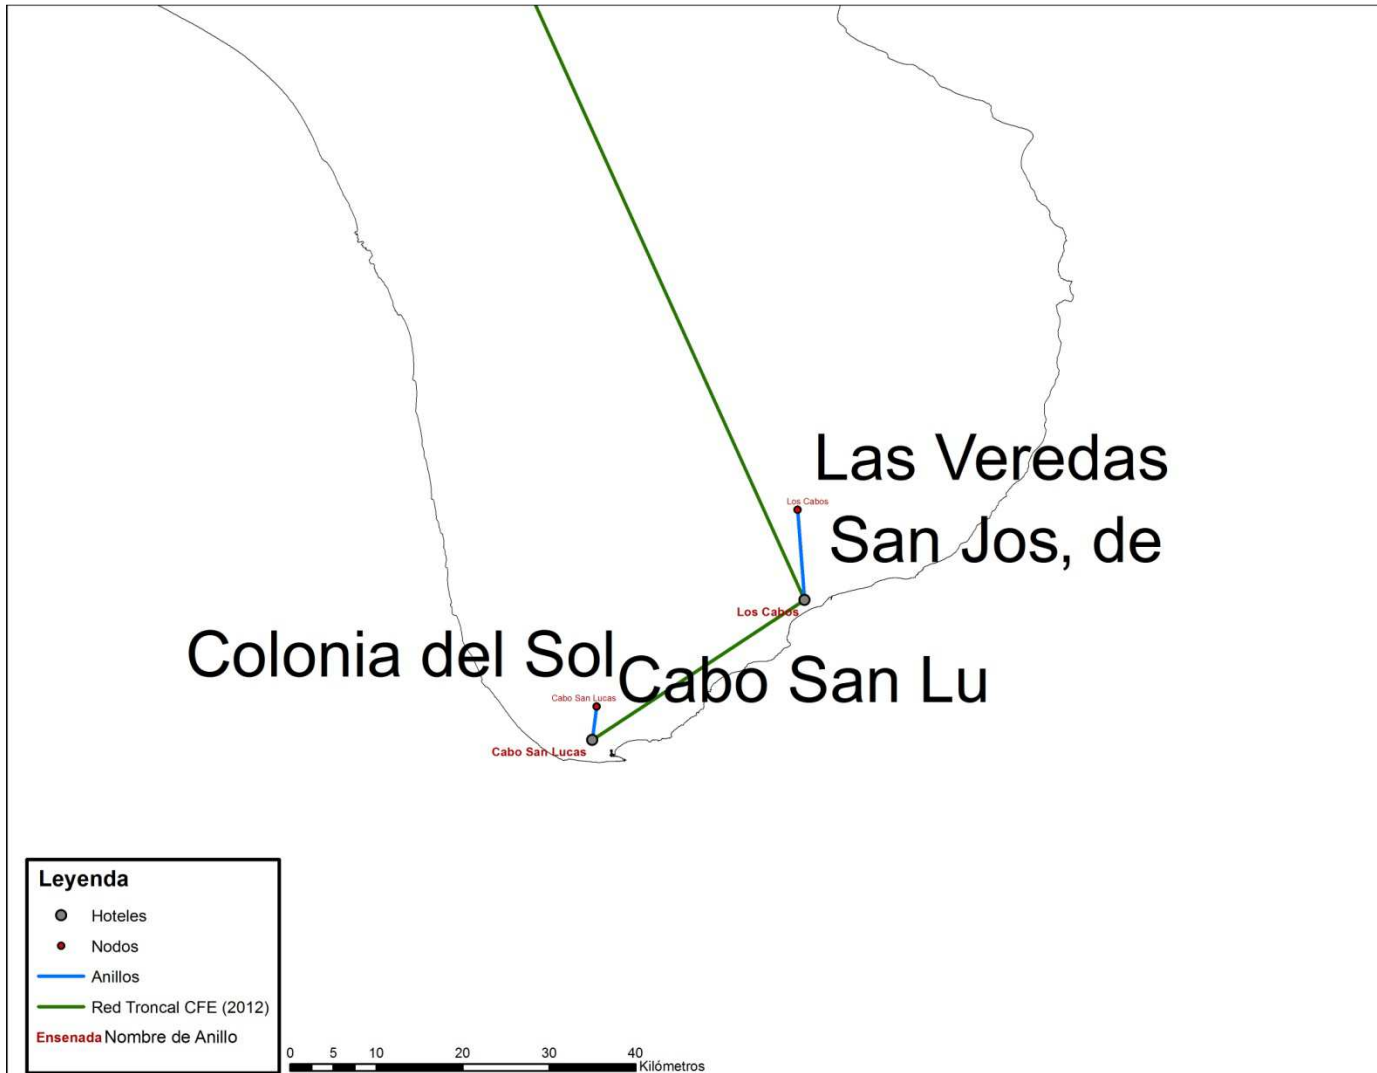 Las Veredas
Los Cabos
San Jos, de
Los Cabos
Colonia del Sol
Cabo San Lu
Cabo San Lucas
Cabo San Lucas
Leyenda
Hoteles
Nodos
Anillos
Red Troncal CFE (2012)
Ensenada Nombre de Anillo
0 5 10 20 30 40
Kilómetros